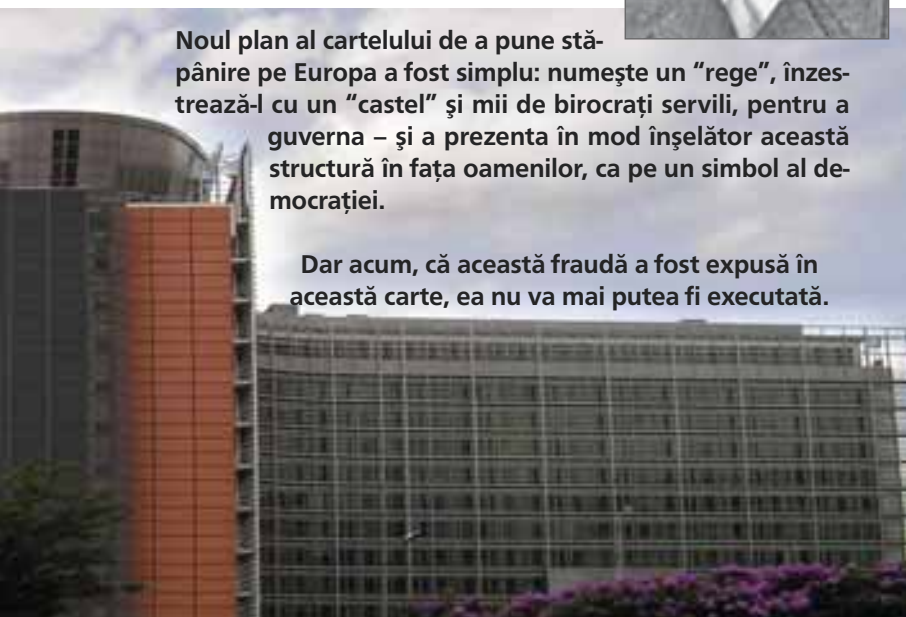 Noul plan al cartelului de a pune stă-
pânire pe Europa a fost simplu: numeşte un “rege”, înzes-
trează-l cu un “castel” şi mii de birocraţi servili, pentru a
guverna – şi a prezenta în mod înşelător această
structură în faţa oamenilor, ca pe un simbol al de-
mocraţiei.
Dar acum, că această fraudă a fost expusă în
această carte, ea nu va mai putea fi executată.